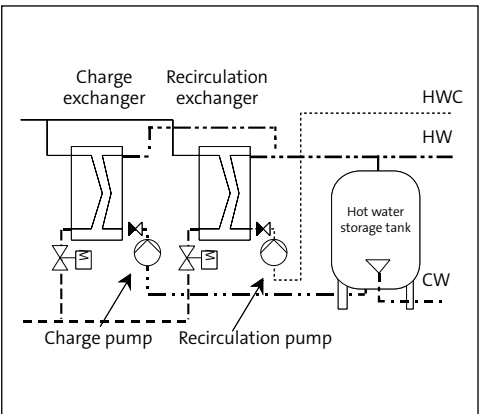 Charge
exchanger
Recirculation
exchanger
HWC
HW
Hot water
storage tank
M
M
CW
Charge pump
Recirculation pump